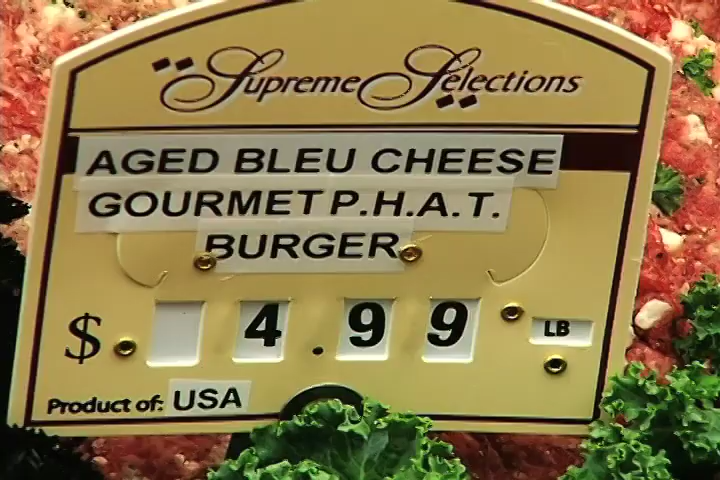 Supreme Selections
AGED BLEU CHEESE
GOURMET P.H.A.T.
BURGER
$ 4.99 LB
Product of: USA